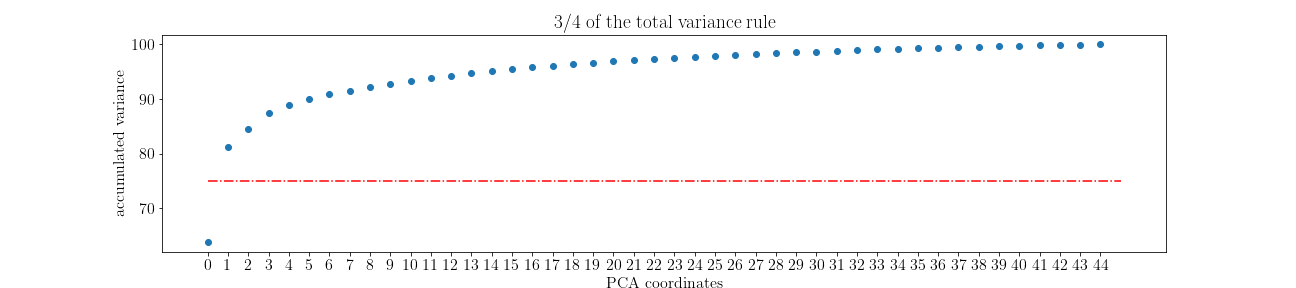 3/4 of the total variance rule
100
90
80
70
accumulated variance
0 1 2 3 4 5 6 7 8 9 10 11 12 13 14 15 16 17 18 19 20 21 22 23 24 25 26 27 28 29 30 31 32 33 34 35 36 37 38 39 40 41 42 43 44
PCA coordinates